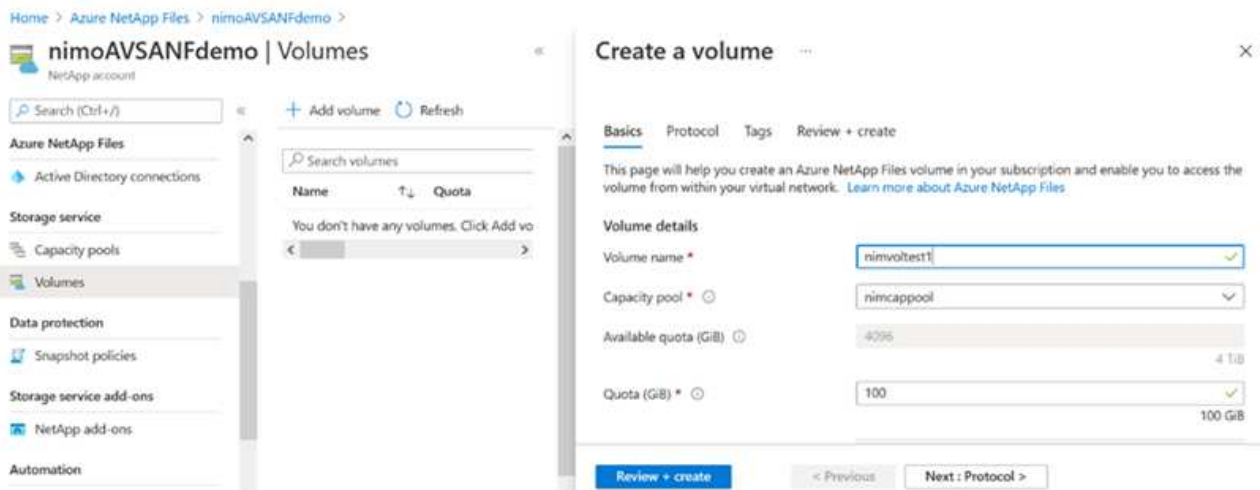 Home > Azure NetApp Files > nimoAVSANFdemo >
nimoAVSANFdemo | Volumes
NetApp account
Search (Ctrl+/)
Azure NetApp Files
Active Directory connections
Storage service
Capacity pools
Volumes
Data protection
Snapshot policies
Storage service add-ons
NetApp add-ons
Automation
Add volume Refresh
Search volumes
Name Quota
You don't have any volumes. Click Add vo
Create a volume ...
Basics Protocol Tags Review + create
This page will help you create an Azure NetApp Files volume in your subscription and enable you to access the
volume from within your virtual network. Learn more about Azure NetApp Files
Volume details
Volume name * nimvoltest1
Capacity pool * nimcappool
Available quota (GiB) 4096
4 TiB
Quota (GiB) * 100
100 GiB
Review + create < Previous Next : Protocol >